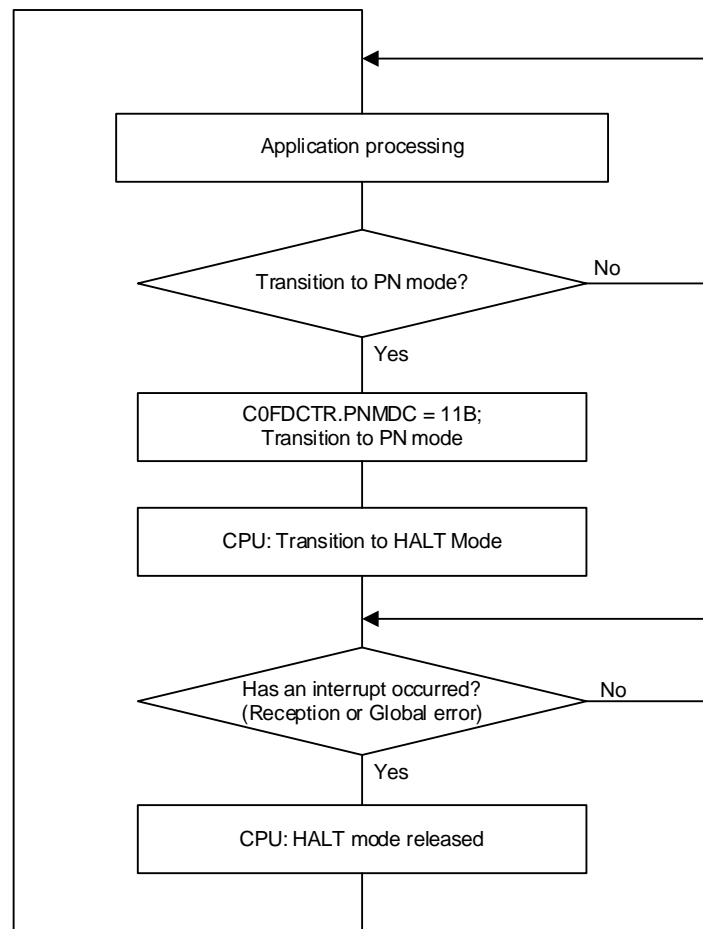 Application processing
Transition to PN mode?
No
Yes
C0FDCTR.PNMDC = 11B;
Transition to PN mode
CPU: Transition to HALT Mode
Has an interrupt occurred?
(Reception or Global error)
No
Yes
CPU: HALT mode released